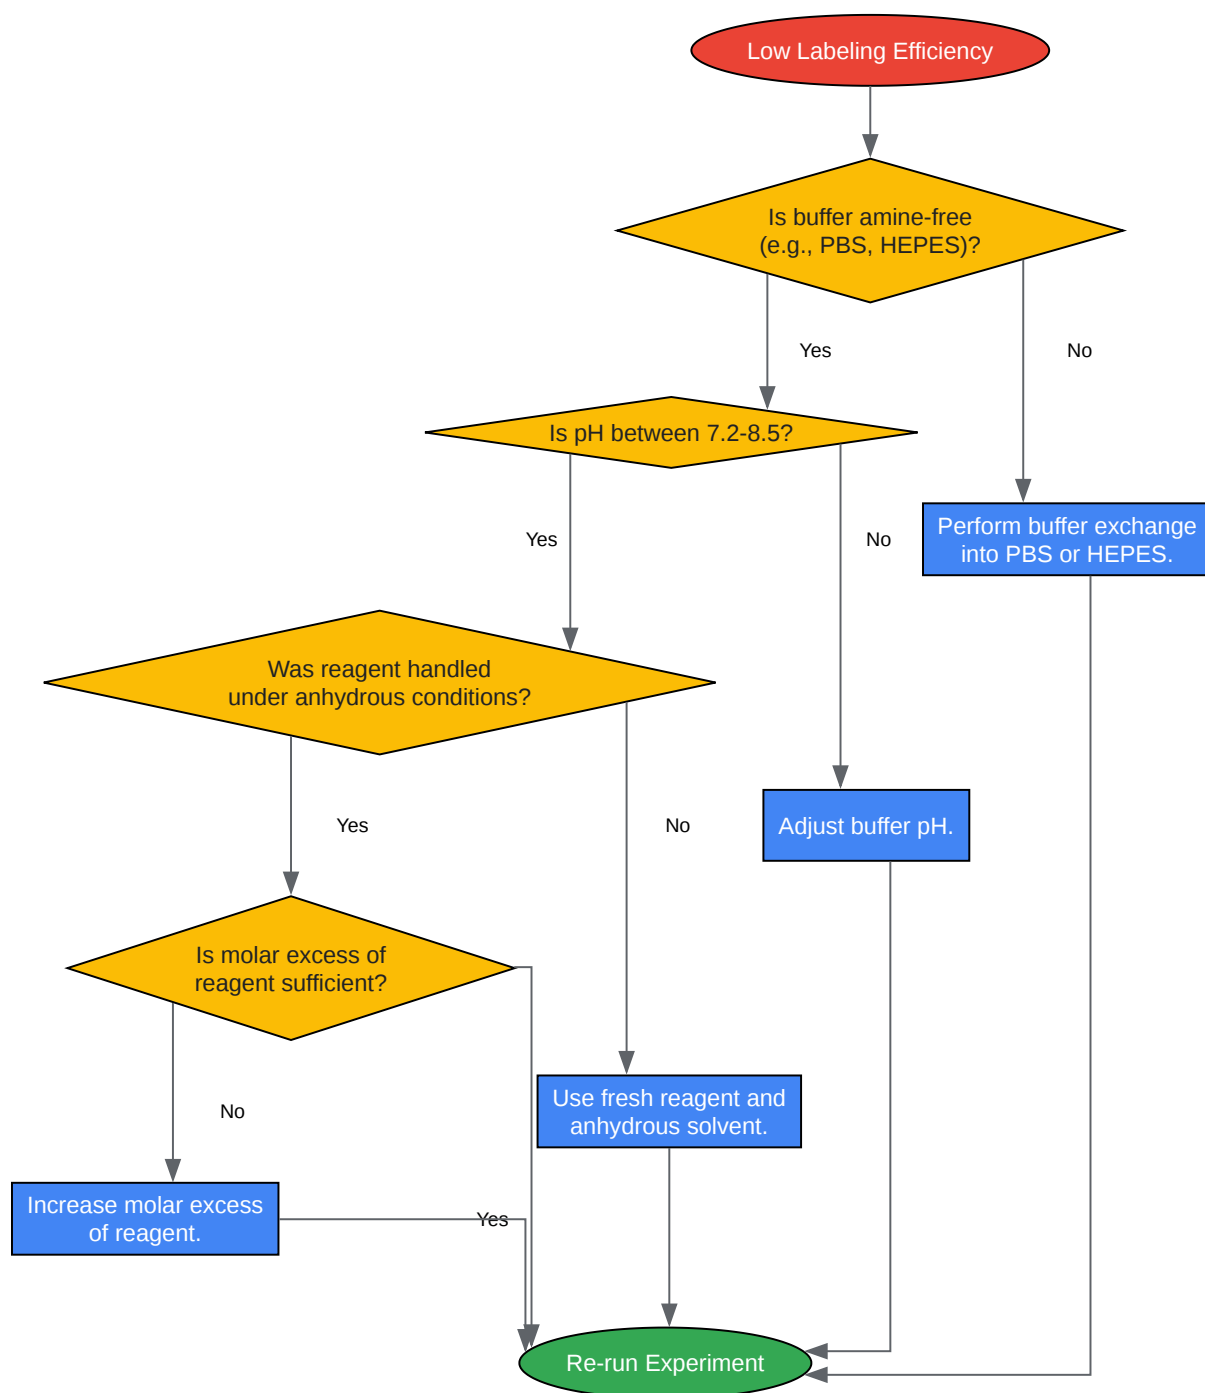 Low Labeling Efficiency
Is buffer amine-free
(e.g., PBS, HEPES)?
Yes
No
Is pH between 7.2-8.5?
Perform buffer exchange
into PBS or HEPES.
Yes
No
Was reagent handled
under anhydrous conditions?
Yes
No
Adjust buffer pH.
Is molar excess of
reagent sufficient?
No
Use fresh reagent and
anhydrous solvent.
Increase molar excess
of reagent.
Yes
Re-run Experiment